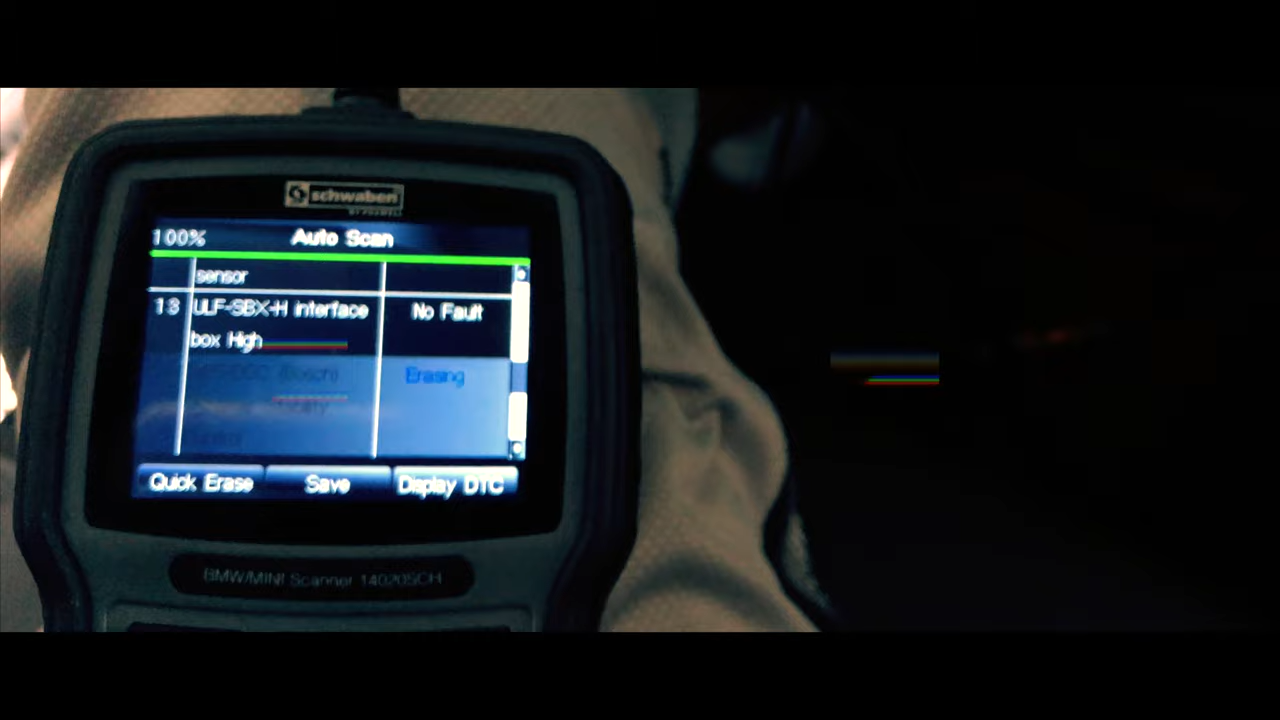 schwaben
100% Auto Scan
sensor
13 ULF-SBX-H interface No Fault
box High
Erasing
Quick Erase Save Display DTC
BMW/MINI Scanner 14020SCH